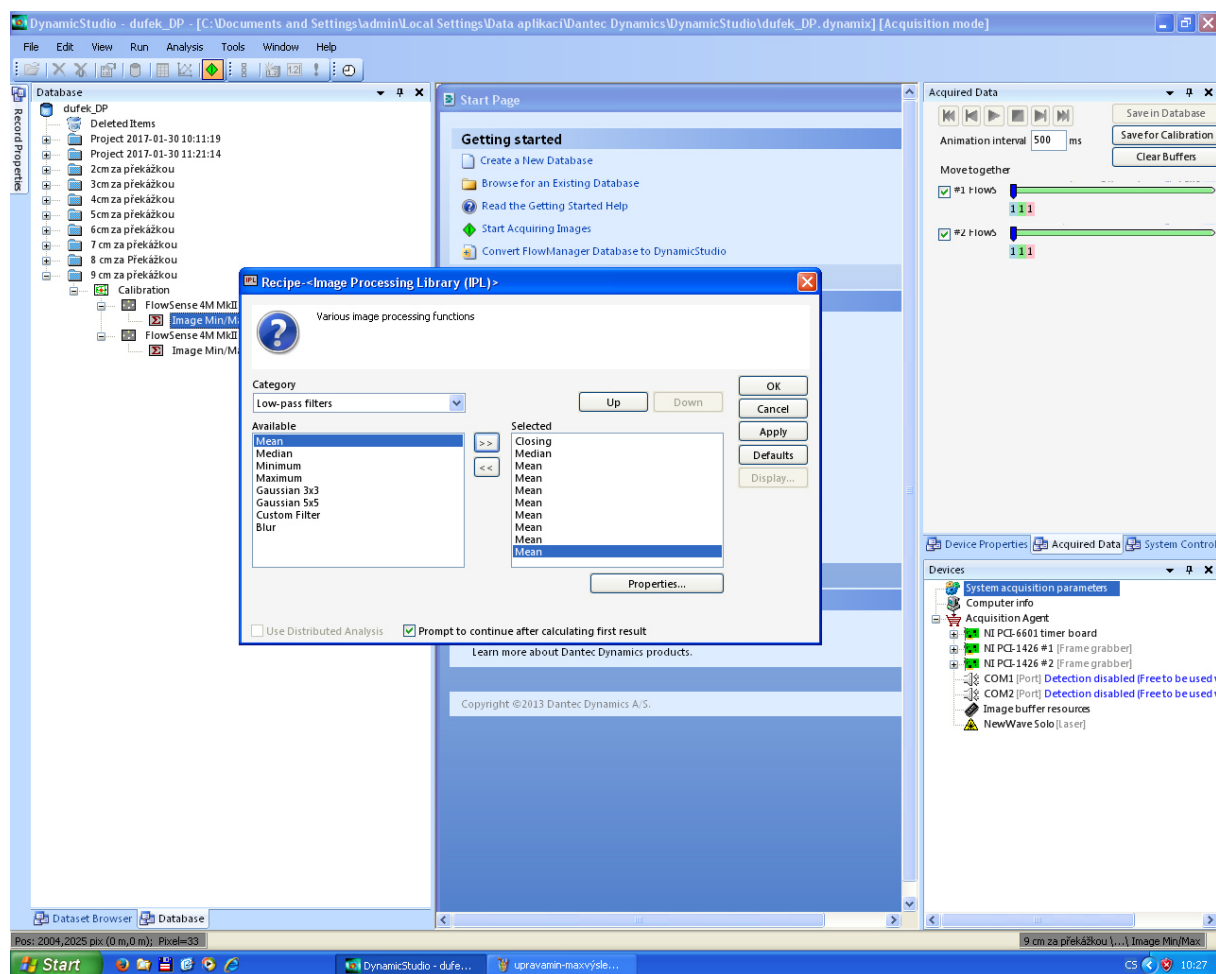 DynamicStudio - dufek_DP - [C:\Documents and Settings\admin\Local Settings\Data aplikací\Dantec Dynamics\DynamicStudio\dufek_DP.dynamix] [Acquisition mode]
File Edit View Run Analysis Tools Window Help
Record Properties
Database
dufek_DP
Deleted Items
Project 2017-01-30 10:11:19
Project 2017-01-30 11:21:14
2cm za překážkou
3cm za překážkou
4cm za překážkou
5cm za překážkou
6cm za překážkou
7 cm za překážkou
8 cm za Překážkou
9 cm za překážkou
Calibration
FlowSense 4M MkII
Image Min/Ma
FlowSense 4M MkII
Image Min/Ma
Dataset Browser Database
Start Page
Getting started
Create a New Database
Browse for an Existing Database
Read the Getting Started Help
Start Acquiring Images
Convert FlowManager Database to DynamicStudio
Learn more about Dantec Dynamics products.
Copyright ©2013 Dantec Dynamics A/S.
IPL Recipe-<Image Processing Library (IPL)>
Various image processing functions
Category
Low-pass filters
Up Down
Available
Mean
Median
Minimum
Maximum
Gaussian 3x3
Gaussian 5x5
Custom Filter
Blur
>>
<<
Selected
Closing
Median
Mean
Mean
Mean
Mean
Mean
Mean
Mean
Mean
Properties...
OK
Cancel
Apply
Defaults
Display...
Use Distributed Analysis Prompt to continue after calculating first result
Acquired Data
Save in Database
Animation interval 500 ms
Save for Calibration
Clear Buffers
Move together
#1 FlowS
1 1 1
#2 FlowS
1 1 1
Device Properties Acquired Data System Control
Devices
System acquisition parameters
Computer info
Acquisition Agent
NI PCI-6601 timer board
NI PCI-1426 #1 [Frame grabber]
NI PCI-1426 #2 [Frame grabber]
COM1 [Port] Detection disabled (Free to be used
COM2 [Port] Detection disabled (Free to be used
Image buffer resources
NewWave Solo [Laser]
Pos: 2004,2025 pix (0 m,0 m); Pixel=33
9 cm za překážkou \...\ Image Min/Max
Start
DynamicStudio - dufe...
upravamin-maxvýsle...
CS
10:27